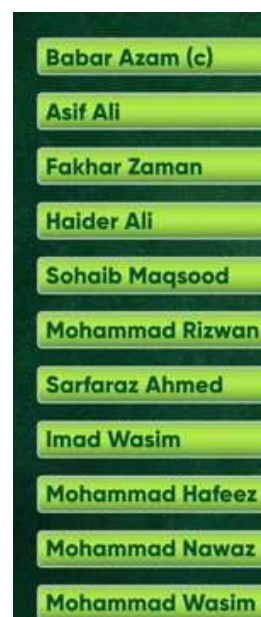 Babar Azam (c)
Asif Ali
Fakhar Zaman
Haider Ali
Sohaib Maqsood
Mohammad Rizwan
Sarfaraz Ahmed
Imad Wasim
Mohammad Hafeez
Mohammad Nawaz
Mohammad Wasim